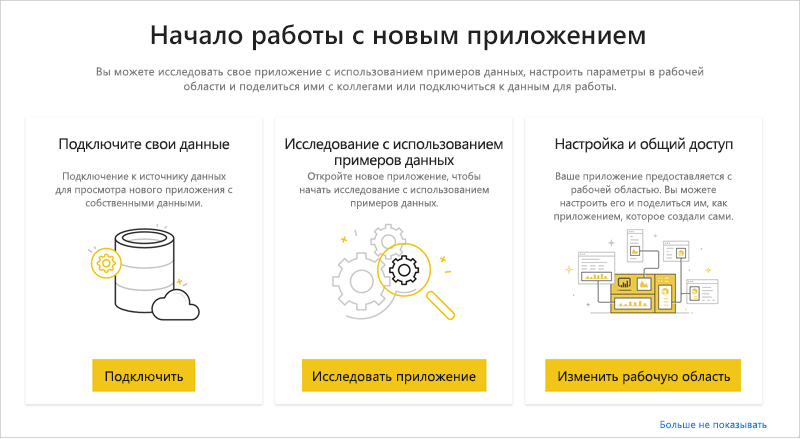 Начало работы с новым приложением
Вы можете исследовать свое приложение с использованием примеров данных, настроить параметры в рабочей
области и поделиться ими с коллегами или подключиться к данным для работы.
Подключите свои данные
Подключение к источнику данных
для просмотра нового приложения с
собственными данными.
Подключить
Исследование с использованием
примеров данных
Откройте новое приложение, чтобы
начать исследование с использованием
примеров данных.
Исследовать приложение
Настройка и общий доступ
Ваше приложение предоставляется с
рабочей областью. Вы можете
настроить его и поделиться им, как
приложением, которое создали сами.
Изменить рабочую область
Больше не показывать